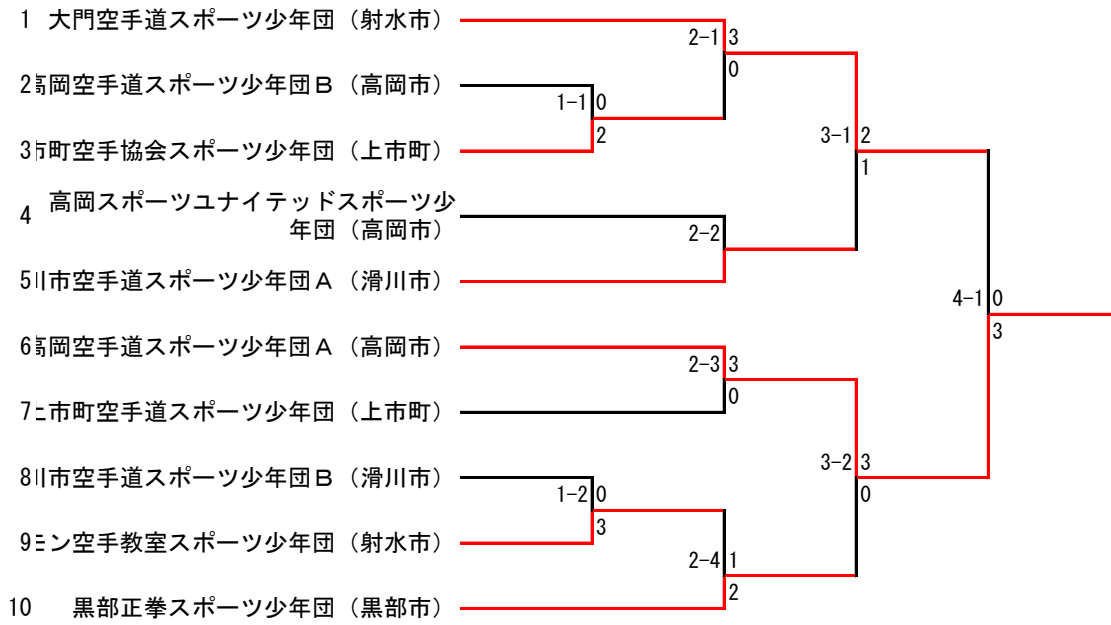 1 大門空手道スポーツ少年団（射水市）
2-1 3
0
2 高岡空手道スポーツ少年団Ｂ（高岡市）
1-1 0
2
3 市町空手協会スポーツ少年団（上市町）
3-1 2
1
4 高岡スポーツユナイテッドスポーツ少
年団（高岡市）
2-2
5 川市空手道スポーツ少年団Ａ（滑川市）
4-1 0
3
6 高岡空手道スポーツ少年団Ａ（高岡市）
2-3 3
0
7 上市町空手道スポーツ少年団（上市町）
3-2 3
0
8 川市空手道スポーツ少年団Ｂ（滑川市）
1-2 0
3
9 ン空手教室スポーツ少年団（射水市）
2-4 1
2
10 黒部正拳スポーツ少年団（黒部市）